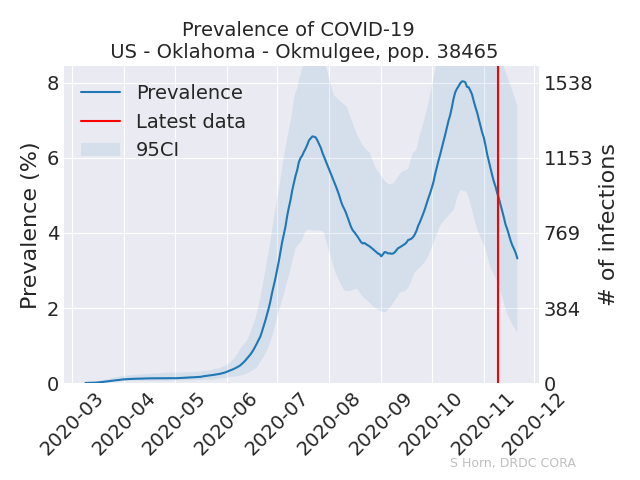 Prevalence of COVID-19
US - Oklahoma - Okmulgee, pop. 38465
Prevalence
Latest data
95CI
Prevalence (%)
8
6
4
2
0
1538
1153
769
384
0
# of infections
2020-03
2020-04
2020-05
2020-06
2020-07
2020-08
2020-09
2020-10
2020-11
2020-12
S Horn, DRDC CORA